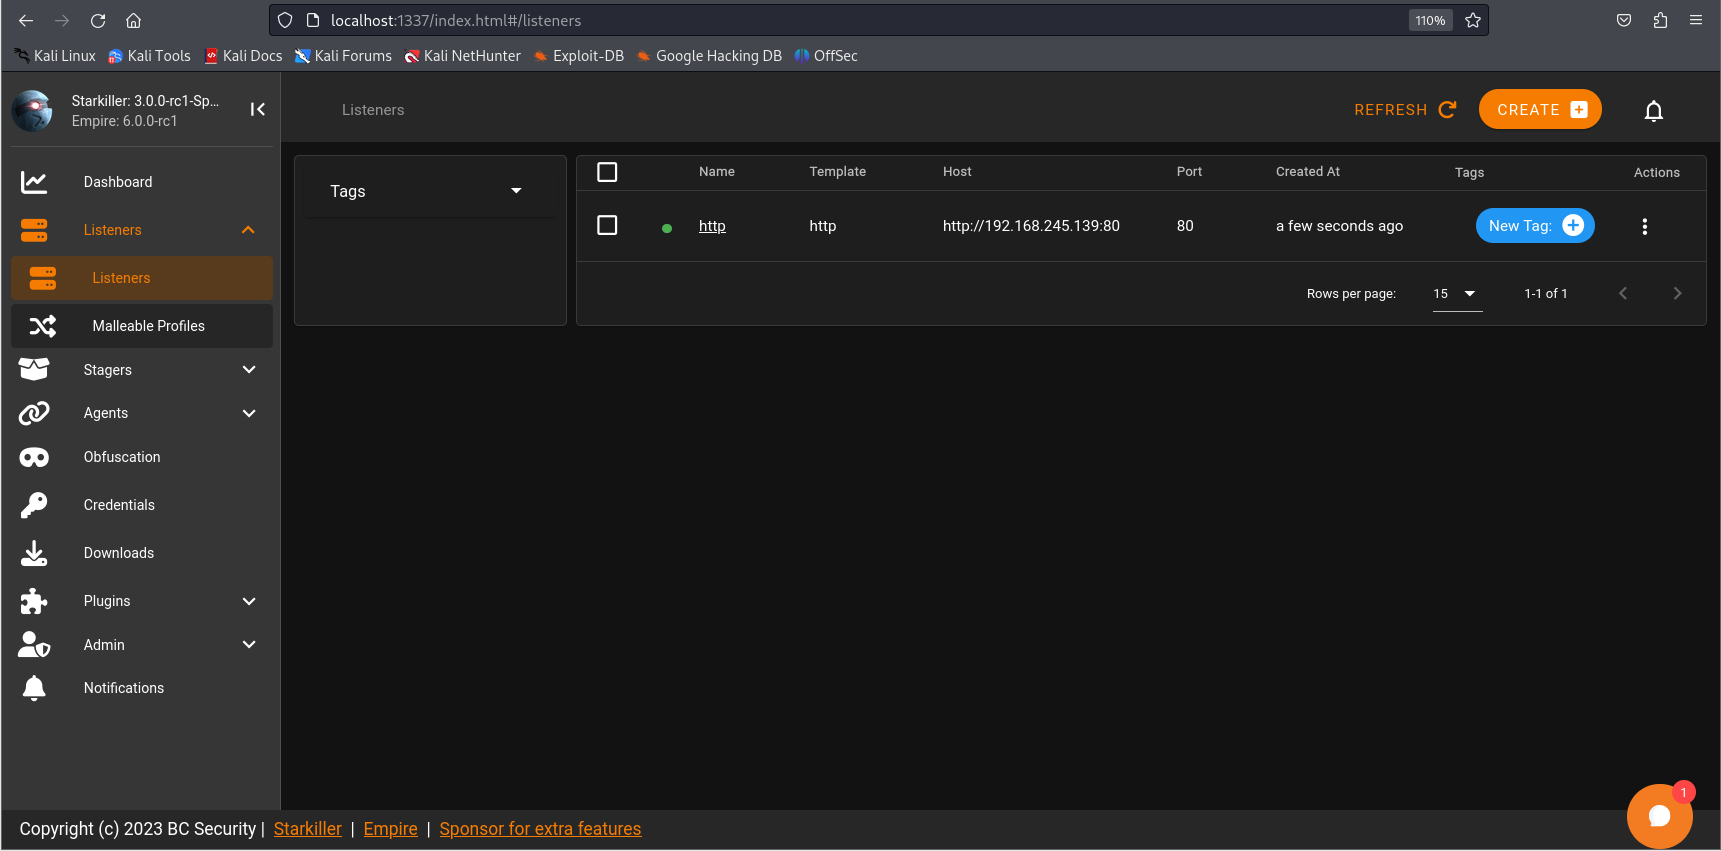 localhost:1337/index.html#/listeners 110%
Kali Linux Kali Tools Kali Docs Kali Forums Kali NetHunter Exploit-DB Google Hacking DB OffSec
Starkiller: 3.0.0-rc1-Sp...
Empire: 6.0.0-rc1
Dashboard
Listeners
Listeners
Malleable Profiles
Stagers
Agents
Obfuscation
Credentials
Downloads
Plugins
Admin
Notifications
Listeners REFRESH CREATE
Tags
Name Template Host Port Created At Tags Actions
http http http://192.168.245.139:80 80 a few seconds ago New Tag:
Rows per page: 15 1-1 of 1
1
Copyright (c) 2023 BC Security | Starkiller | Empire | Sponsor for extra features